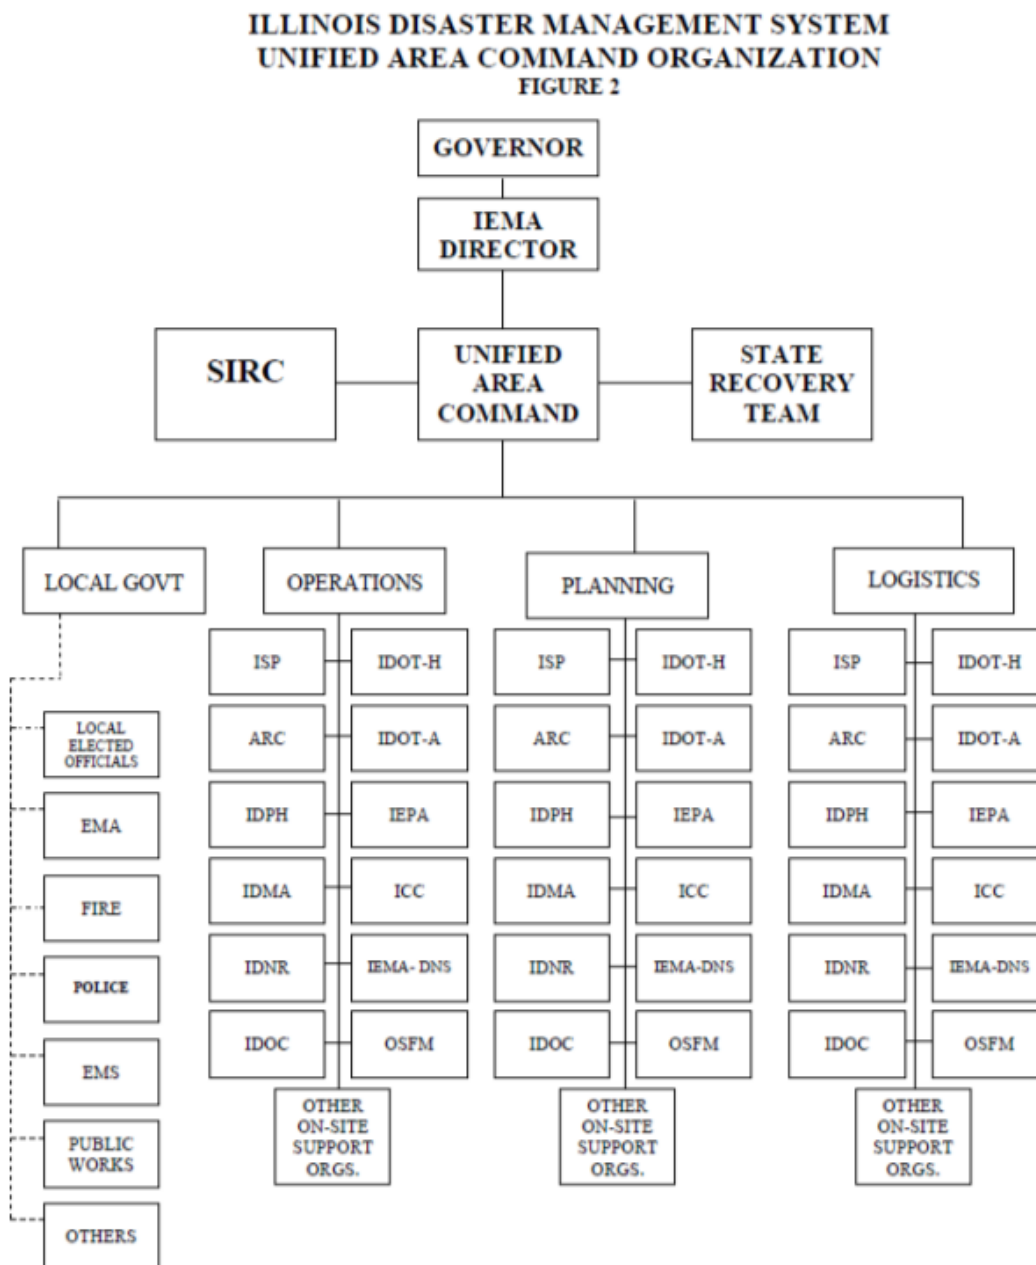 ILLINOIS DISASTER MANAGEMENT SYSTEM
UNIFIED AREA COMMAND ORGANIZATION
FIGURE 2
GOVERNOR
IEMA
DIRECTOR
SIRC
UNIFIED
AREA
COMMAND
STATE
RECOVERY
TEAM
LOCAL GOVT
OPERATIONS
PLANNING
LOGISTICS
LOCAL
ELECTED
OFFICIALS
EMA
FIRE
POLICE
EMS
PUBLIC
WORKS
OTHERS
ISP
IDOT-H
ARC
IDOT-A
IDPH
IEPA
IDMA
ICC
IDNR
IEMA- DNS
IDOC
OSFM
OTHER
ON-SITE
SUPPORT
ORGS.
ISP
IDOT-H
ARC
IDOT-A
IDPH
IEPA
IDMA
ICC
IDNR
IEMA-DNS
IDOC
OSFM
OTHER
ON-SITE
SUPPORT
ORGS.
ISP
IDOT-H
ARC
IDOT-A
IDPH
IEPA
IDMA
ICC
IDNR
IEMA-DNS
IDOC
OSFM
OTHER
ON-SITE
SUPPORT
ORGS.